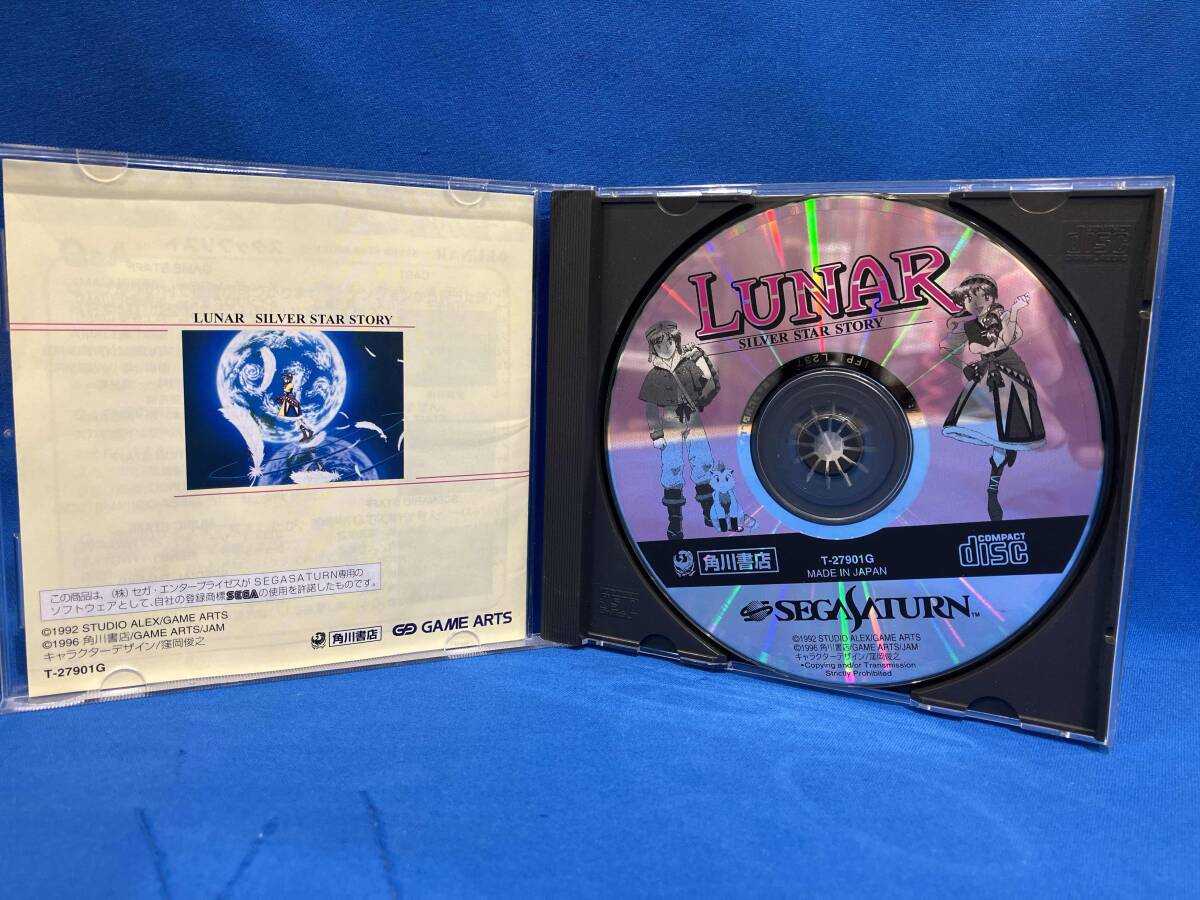 LUNAR SILVER STAR STORY
この商品は、(株)セガ・エンタープライゼスがSEGASATURN専用の
ソフトウェアとして、自社の登録商標SEGAの使用を許諾したものです。
©1992 STUDIO ALEX/GAME ARTS
©1996 角川書店/GAME ARTS/JAM
キャラクターデザイン/窪岡俊之
T-27901G
角川書店
GAME ARTS
LUNAR
SILVER STAR STORY
IFPI L257
角川書店
T-27901G
MADE IN JAPAN
COMPACT
disc
SEGASATURN™
©1992 STUDIO ALEX/GAME ARTS
©1996 角川書店/GAME ARTS/JAM
キャラクターデザイン/窪岡俊之
•Copying and/or Transmission
Strictly Prohibited